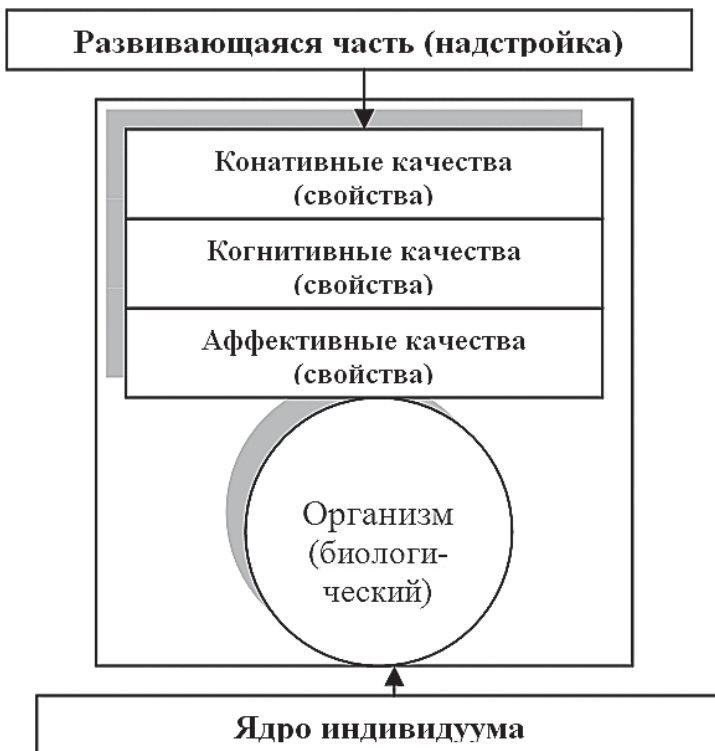 Развивающаяся часть (надстройка)
Конативные качества
(свойства)
Когнитивные качества
(свойства)
Аффективные качества
(свойства)
Организм
(биологи-
ческий)
Ядро индивидуума